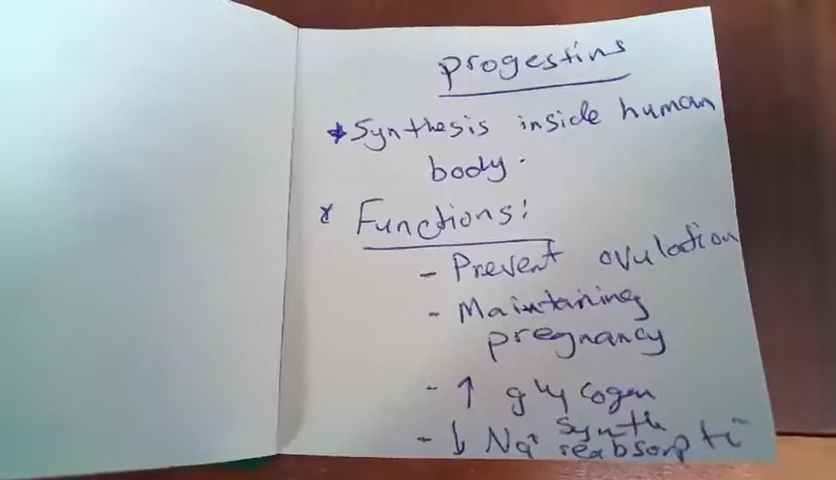 progestins
* Synthesis inside human
body.
* Functions:
- Prevent ovulation
- Maintaining
pregnancy
- ↑ glycogen
synth
- ↓ Na⁺ reabsorpti